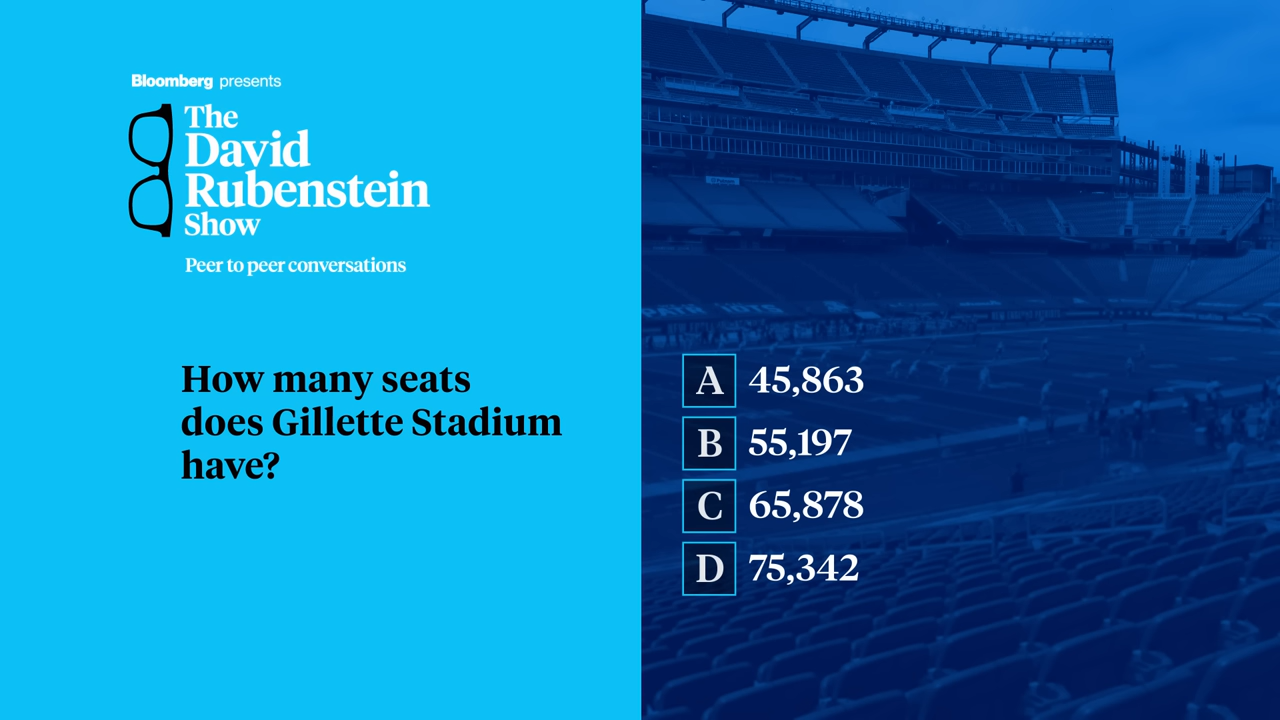 Bloomberg presents
The
David
Rubenstein
Show
Peer to peer conversations
How many seats
does Gillette Stadium
have?
A 45,863
B 55,197
C 65,878
D 75,342
PATRIOTS